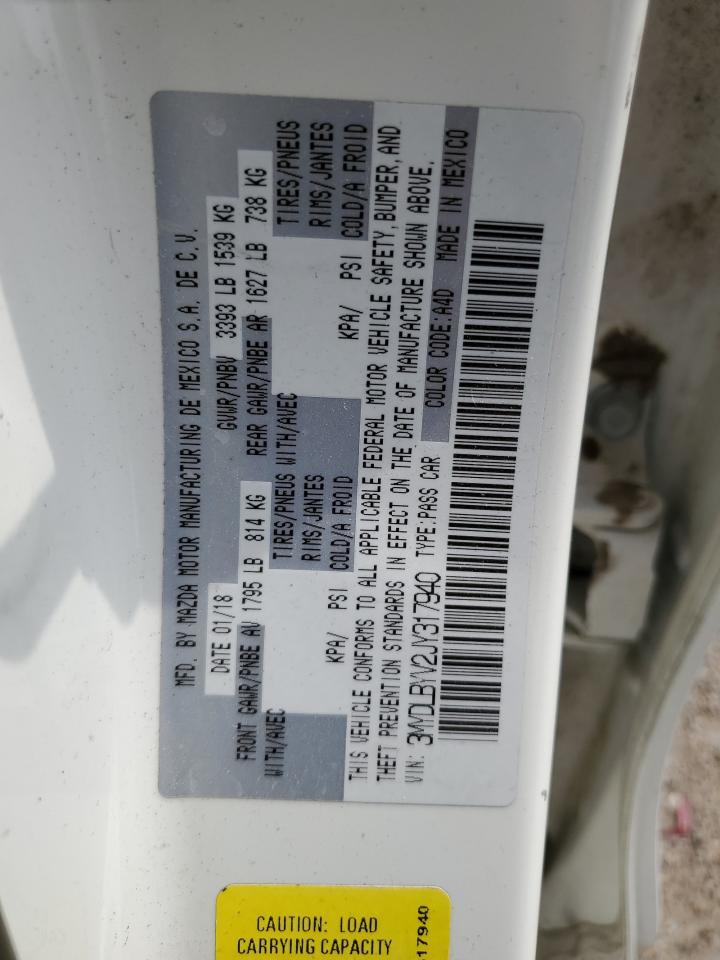 MFD. BY MAZDA MOTOR MANUFACTURING DE MEXICO S.A. DE C.V.
DATE 01/18 GVWR/PNBV 3393 LB 1539 KG
FRONT GAWR/PNBE AV 1795 LB 814 KG REAR GAWR/PNBE AR 1627 LB 738 KG
WITH/AVEC TIRES/PNEUS WITH/AVEC TIRES/PNEUS
RIMS/JANTES RIMS/JANTES
KPA/ PSI COLD/A FROID KPA/ PSI COLD/A FROID
THIS VEHICLE CONFORMS TO ALL APPLICABLE FEDERAL MOTOR VEHICLE SAFETY, BUMPER, AND
THEFT PREVENTION STANDARDS IN EFFECT ON THE DATE OF MANUFACTURE SHOWN ABOVE.
VIN: 3MYDLBYV2JY317940 TYPE:PASS CAR COLOR CODE:A4D MADE IN MEXICO
CAUTION: LOAD
CARRYING CAPACITY
17940